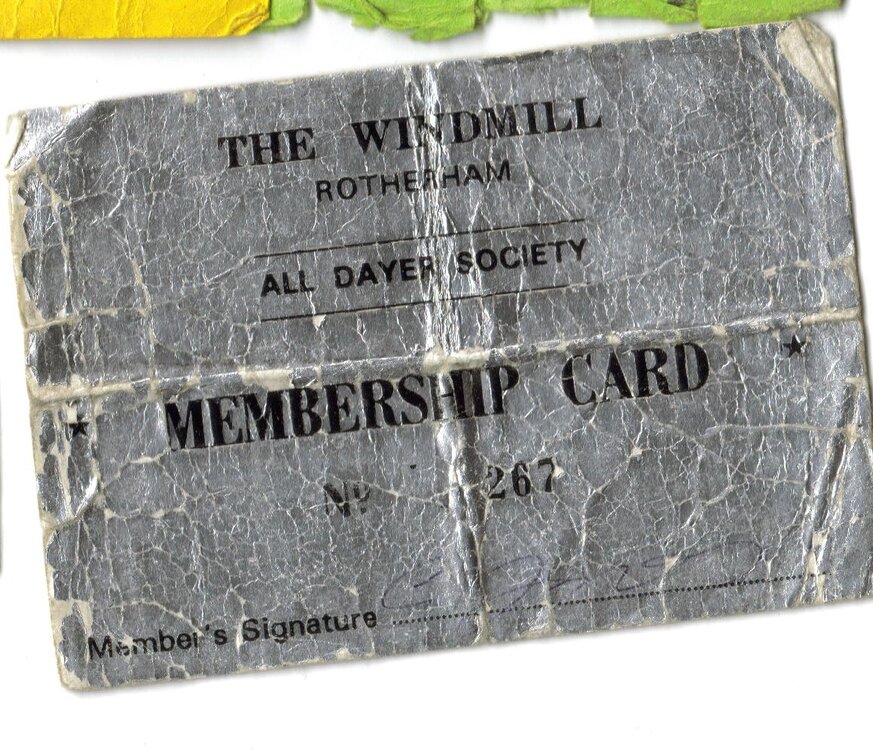 THE WINDMILL
ROTHERHAM
ALL DAYER SOCIETY
MEMBERSHIP CARD
Nº 267
Member's Signature